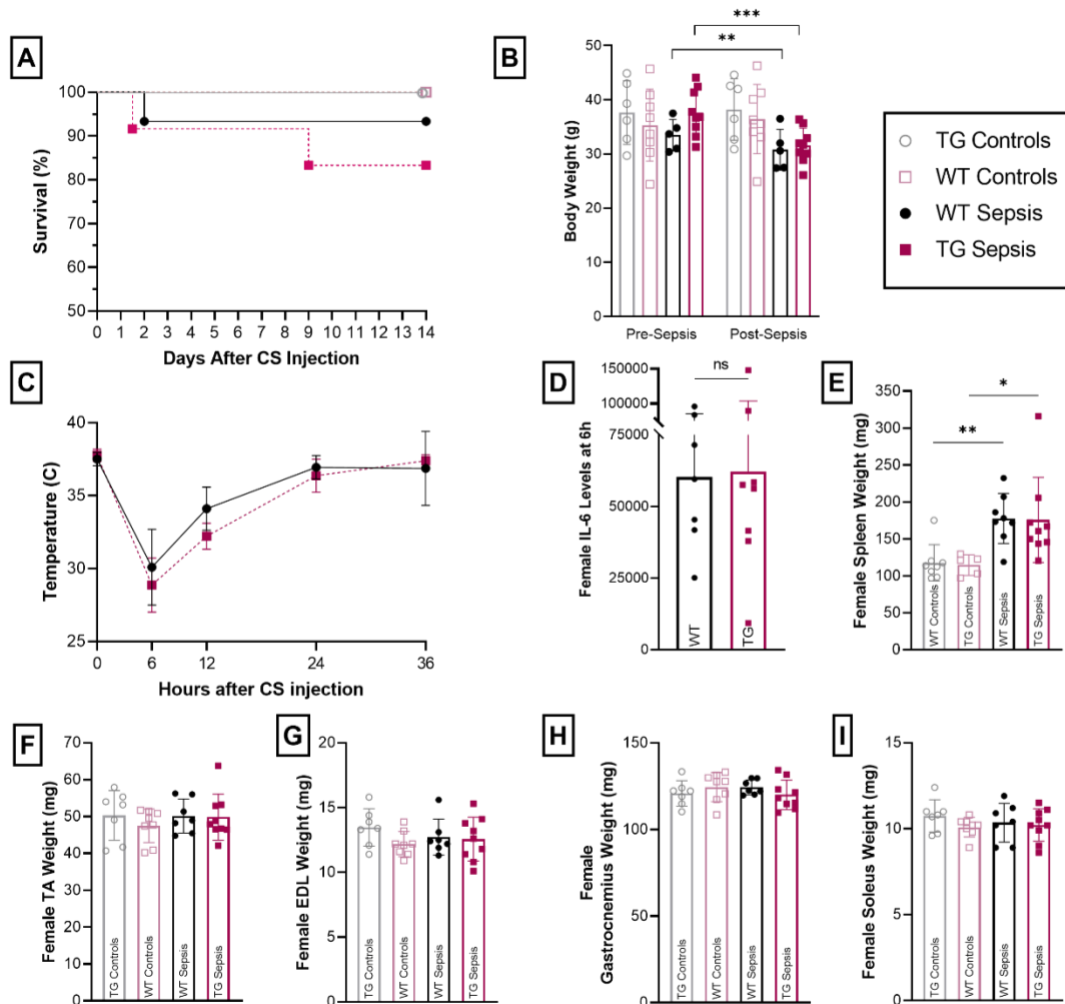 A
100
95
90
85
80
75
70
65
60
55
50
Survival (%)
0 1 2 3 4 5 6 7 8 9 10 11 12 13 14
Days After CS Injection
B
***
**
50
40
30
20
10
0
Body Weight (g)
Pre-Sepsis Post-Sepsis
TG Controls
WT Controls
WT Sepsis
TG Sepsis
C
40
35
30
25
Temperature (C)
0 6 12 24 36
Hours after CS injection
D
ns
150000
100000
75000
50000
25000
0
Female IL-6 Levels at 6h
WT
TG
E
*
**
350
300
250
200
150
100
50
0
Female Spleen Weight (mg)
WT Controls
TG Controls
WT Sepsis
TG Sepsis
F
70
60
50
40
30
20
10
0
Female TA Weight (mg)
TG Controls
WT Controls
WT Sepsis
TG Sepsis
G
20
15
10
5
0
Female EDL Weight (mg)
TG Controls
WT Controls
WT Sepsis
TG Sepsis
H
150
100
50
0
Female
Gastrocnemius Weight (mg)
TG Controls
WT Controls
WT Sepsis
TG Sepsis
I
15
10
5
0
Female Soleus Weight (mg)
TG Controls
WT Controls
WT Sepsis
TG Sepsis